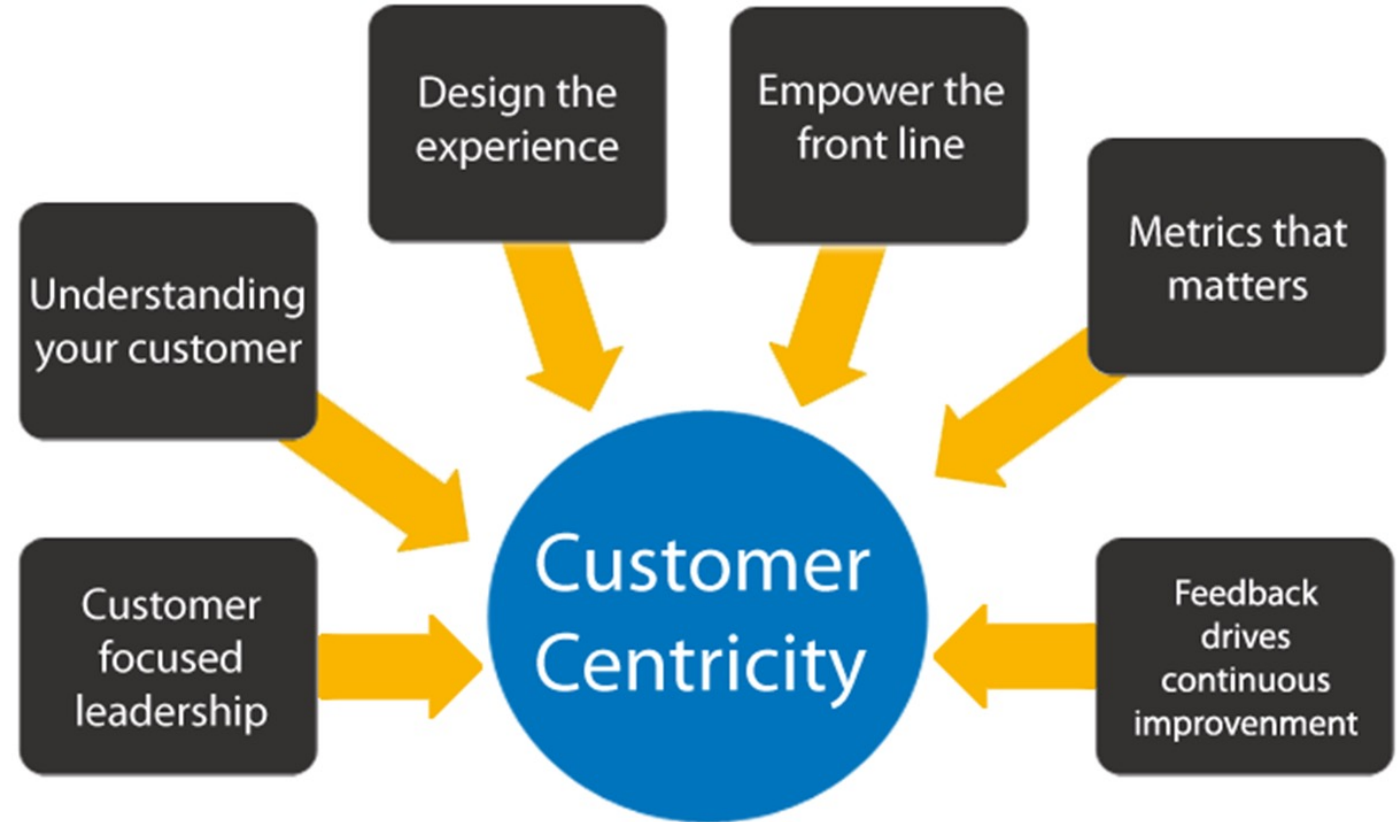 Design the
experience
Empower the
front line
Metrics that
matters
Understanding
your customer
Customer
focused
leadership
Customer
Centricity
Feedback
drives
continuous
improvenment